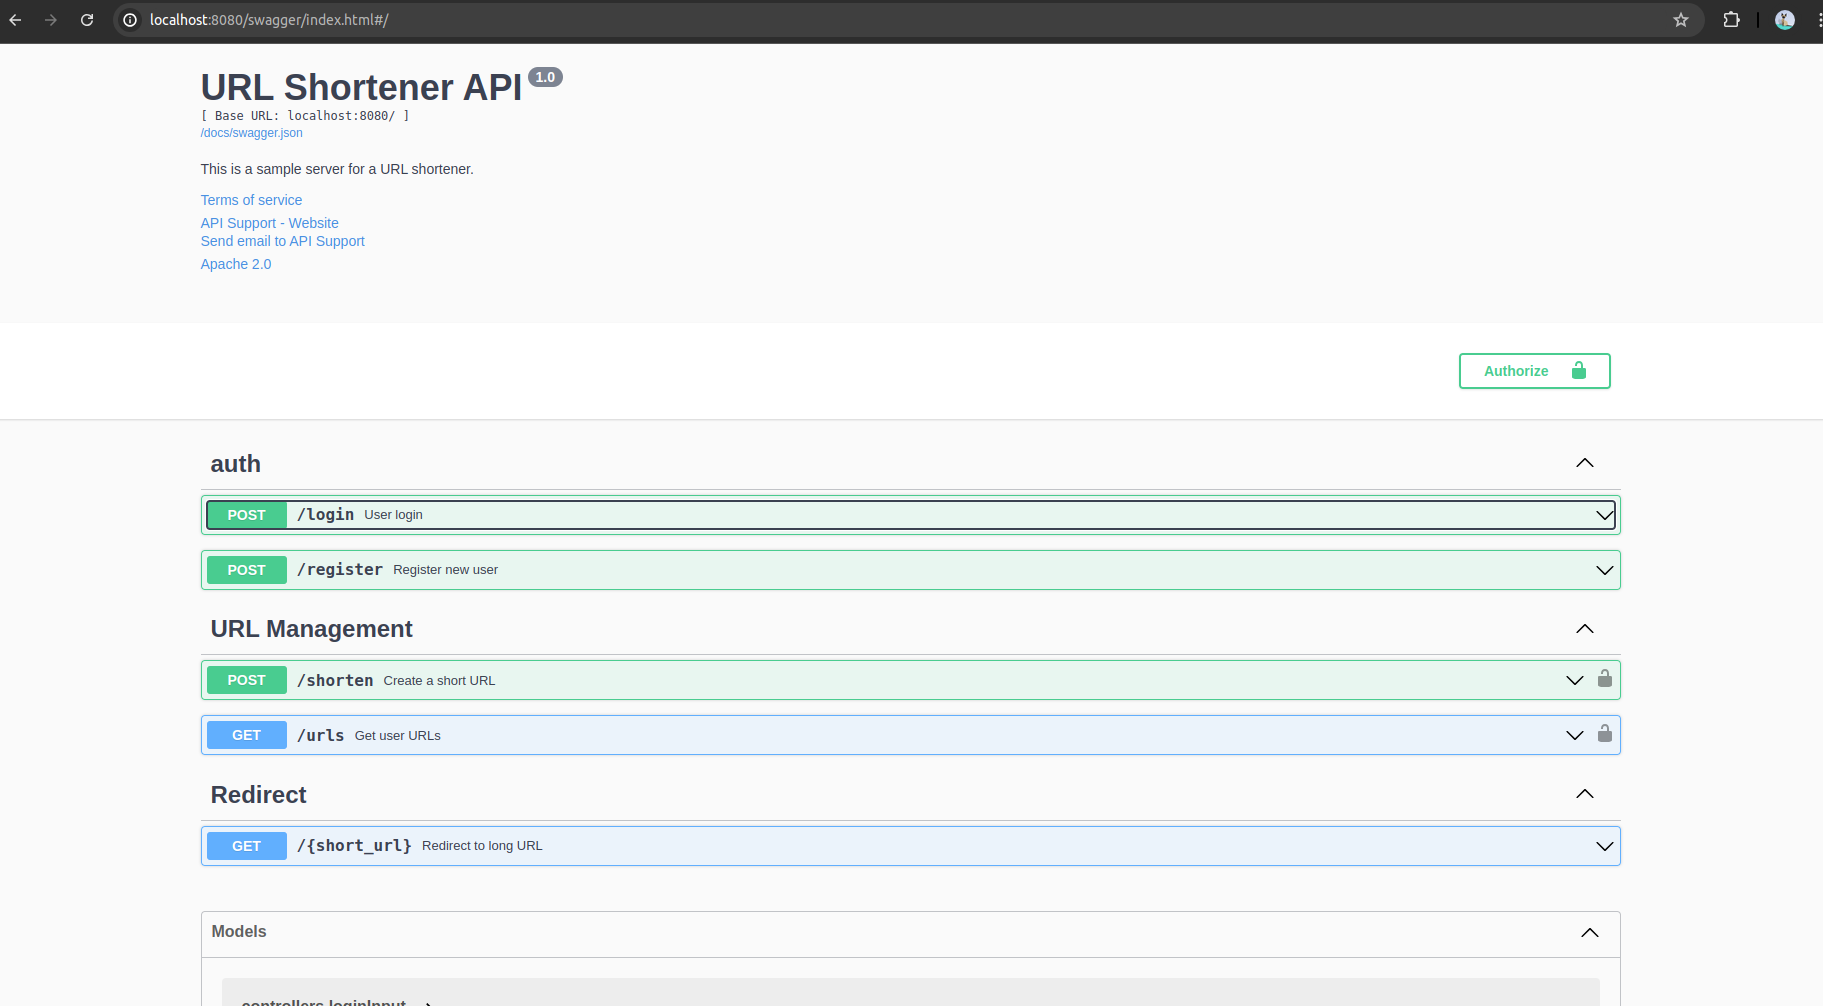 localhost:8080/swagger/index.html#/
URL Shortener API 1.0
[ Base URL: localhost:8080/ ]
/docs/swagger.json
This is a sample server for a URL shortener.
Terms of service
API Support - Website
Send email to API Support
Apache 2.0
Authorize
auth
POST /login User login
POST /register Register new user
URL Management
POST /shorten Create a short URL
GET /urls Get user URLs
Redirect
GET /{short_url} Redirect to long URL
Models
controllers.loginInput